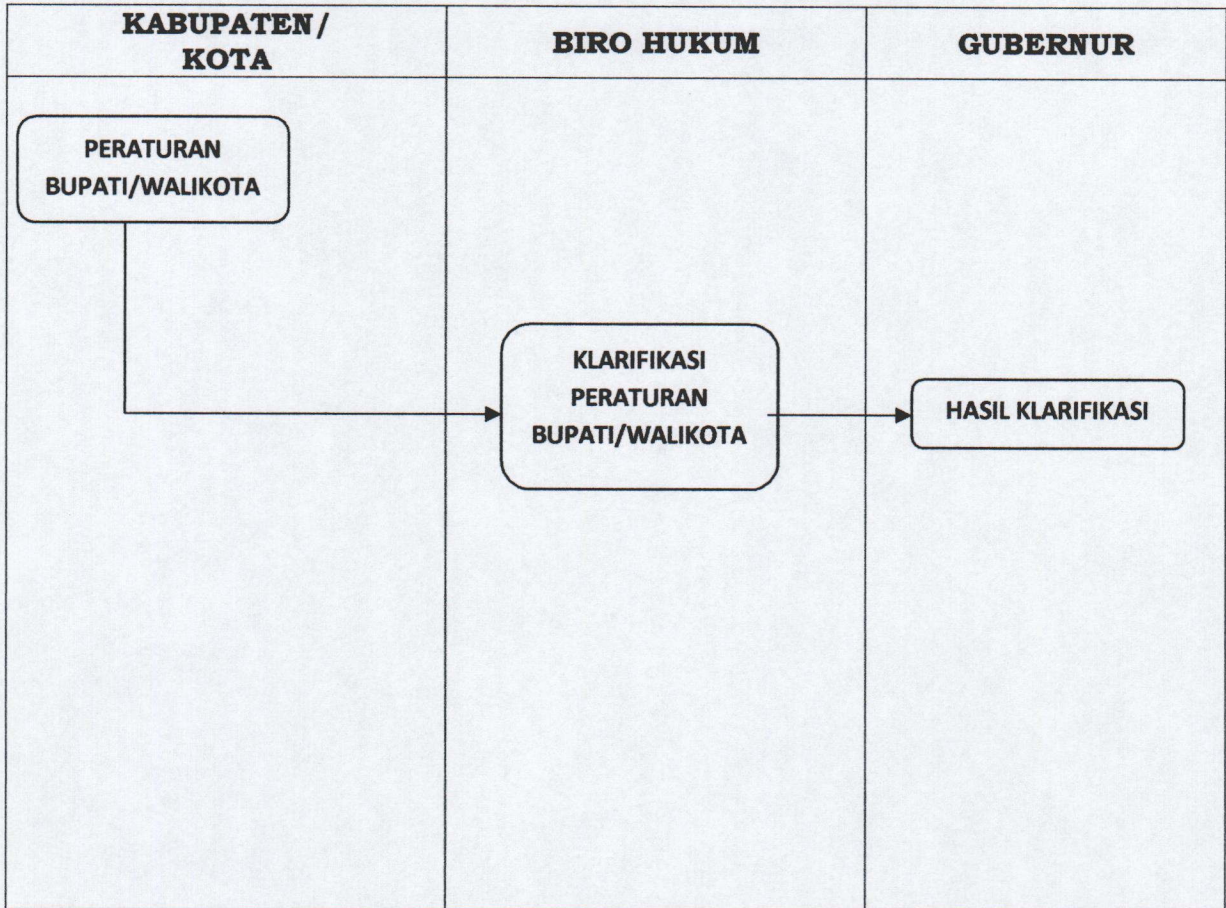 KABUPATEN/
KOTA
BIRO HUKUM
GUBERNUR
PERATURAN
BUPATI/WALIKOTA
KLARIFIKASI
PERATURAN
BUPATI/WALIKOTA
HASIL KLARIFIKASI